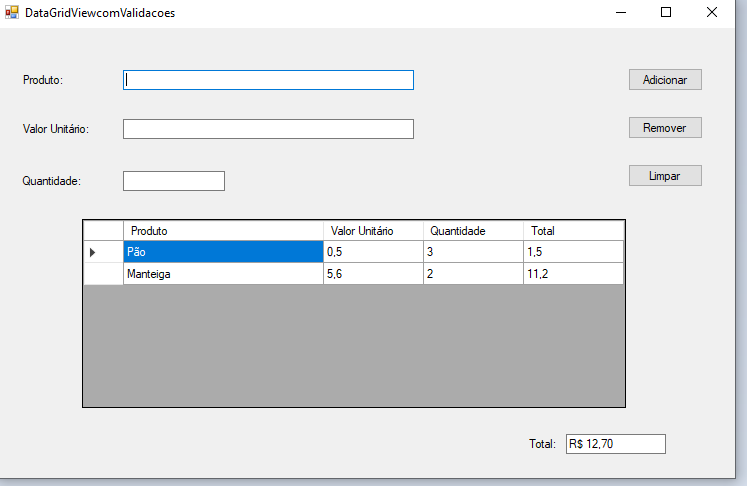 DataGridViewcomValidacoes
Produto: Adicionar
Valor Unitário: Remover
Quantidade: Limpar
Produto Valor Unitário Quantidade Total
Pão 0,5 3 1,5
Manteiga 5,6 2 11,2
Total: R$ 12,70